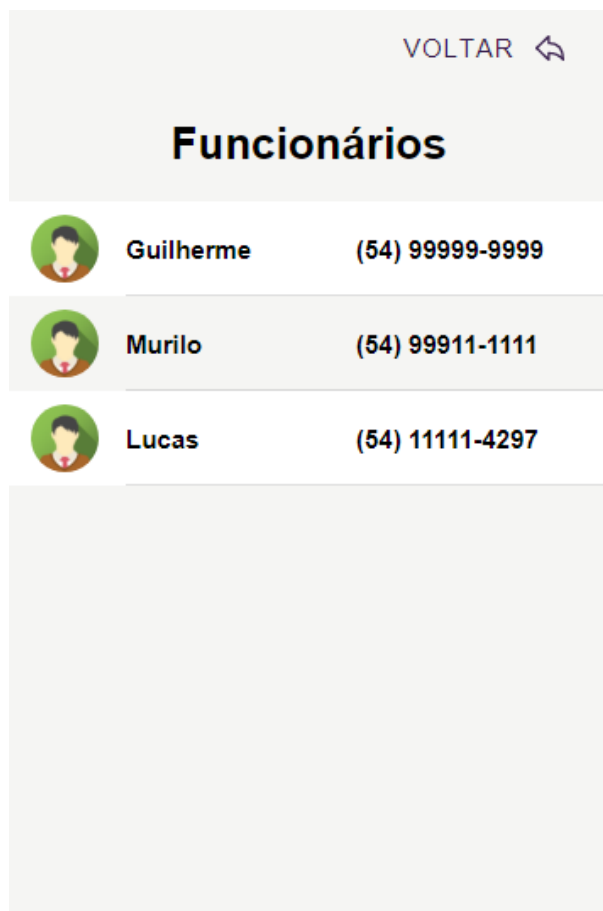 VOLTAR
Funcionários
Guilherme (54) 99999-9999
Murilo (54) 99911-1111
Lucas (54) 11111-4297